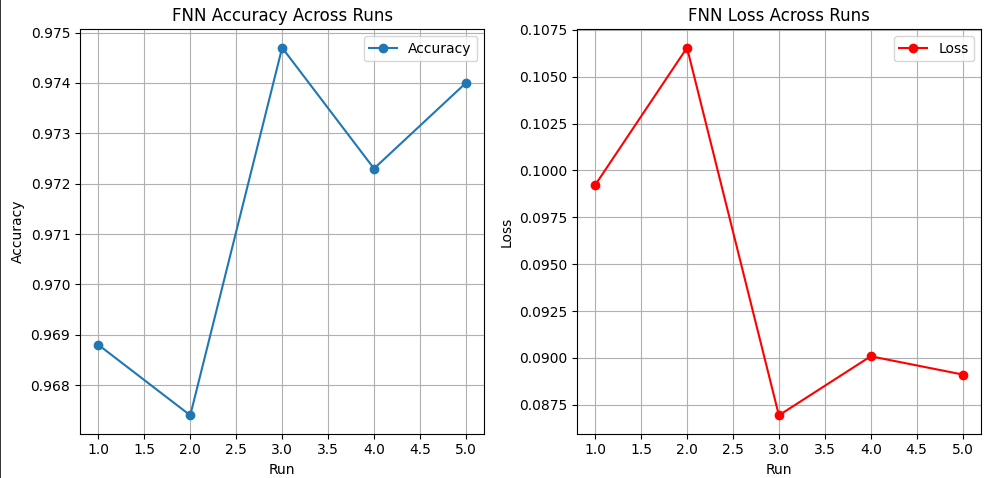 FNN Accuracy Across Runs
0.975
0.974
0.973
0.972
0.971
0.970
0.969
0.968
Accuracy
Accuracy
1.0 1.5 2.0 2.5 3.0 3.5 4.0 4.5 5.0
Run
FNN Loss Across Runs
0.1075
0.1050
0.1025
0.1000
0.0975
0.0950
0.0925
0.0900
0.0875
Loss
Loss
1.0 1.5 2.0 2.5 3.0 3.5 4.0 4.5 5.0
Run